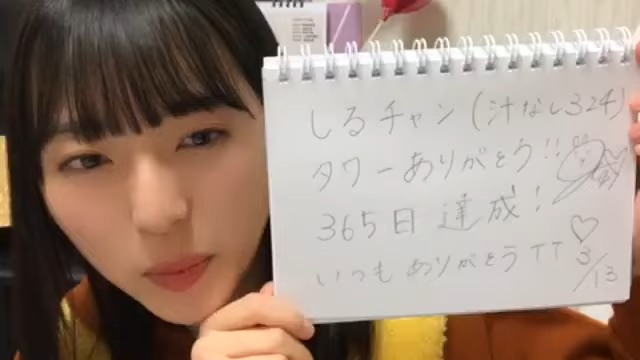 しるチャン(汁なし324)
タワーありがとう!!
365日 達成!
いつもありがとうTT ♡
3/13